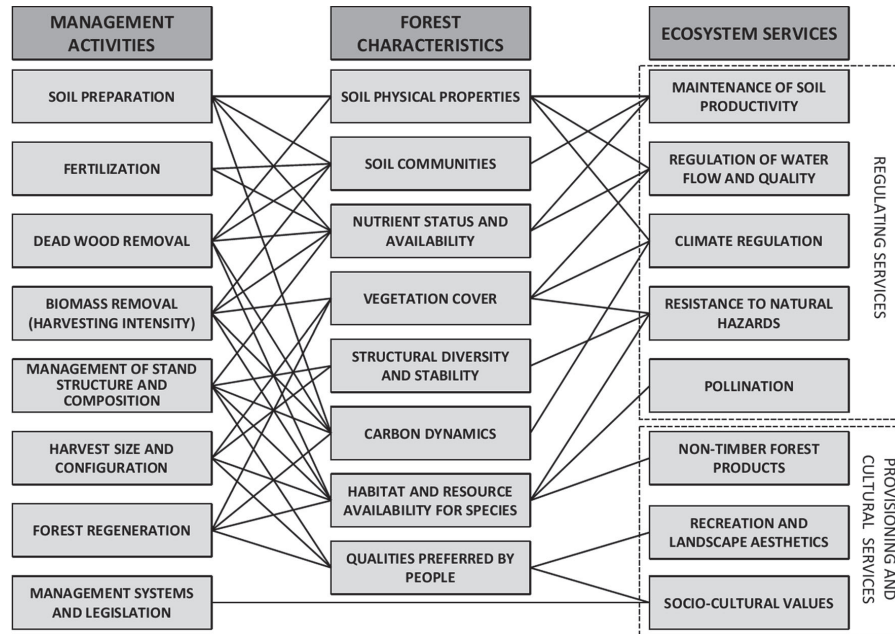 MANAGEMENT
ACTIVITIES
FOREST
CHARACTERISTICS
ECOSYSTEM SERVICES
SOIL PREPARATION
FERTILIZATION
DEAD WOOD REMOVAL
BIOMASS REMOVAL
(HARVESTING INTENSITY)
MANAGEMENT OF STAND
STRUCTURE AND
COMPOSITION
HARVEST SIZE AND
CONFIGURATION
FOREST REGENERATION
MANAGEMENT SYSTEMS
AND LEGISLATION
SOIL PHYSICAL PROPERTIES
SOIL COMMUNITIES
NUTRIENT STATUS AND
AVAILABILITY
VEGETATION COVER
STRUCTURAL DIVERSITY
AND STABILITY
CARBON DYNAMICS
HABITAT AND RESOURCE
AVAILABILITY FOR SPECIES
QUALITIES PREFERRED BY
PEOPLE
MAINTENANCE OF SOIL
PRODUCTIVITY
REGULATION OF WATER
FLOW AND QUALITY
CLIMATE REGULATION
RESISTANCE TO NATURAL
HAZARDS
POLLINATION
NON-TIMBER FOREST
PRODUCTS
RECREATION AND
LANDSCAPE AESTHETICS
SOCIO-CULTURAL VALUES
REGULATING SERVICES
PROVISIONING AND
CULTURAL SERVICES